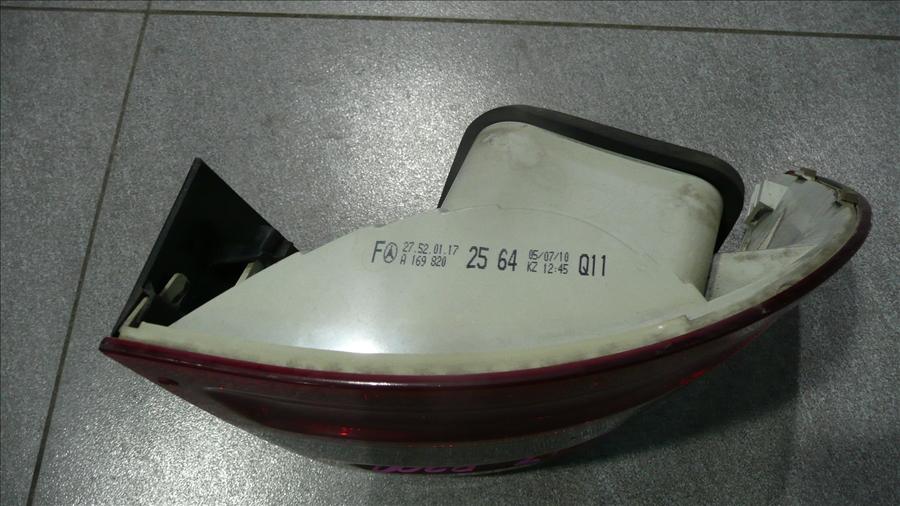 F 27.52.01.17
A 169 820 25 64 05/07/10
KZ 12:45 Q11